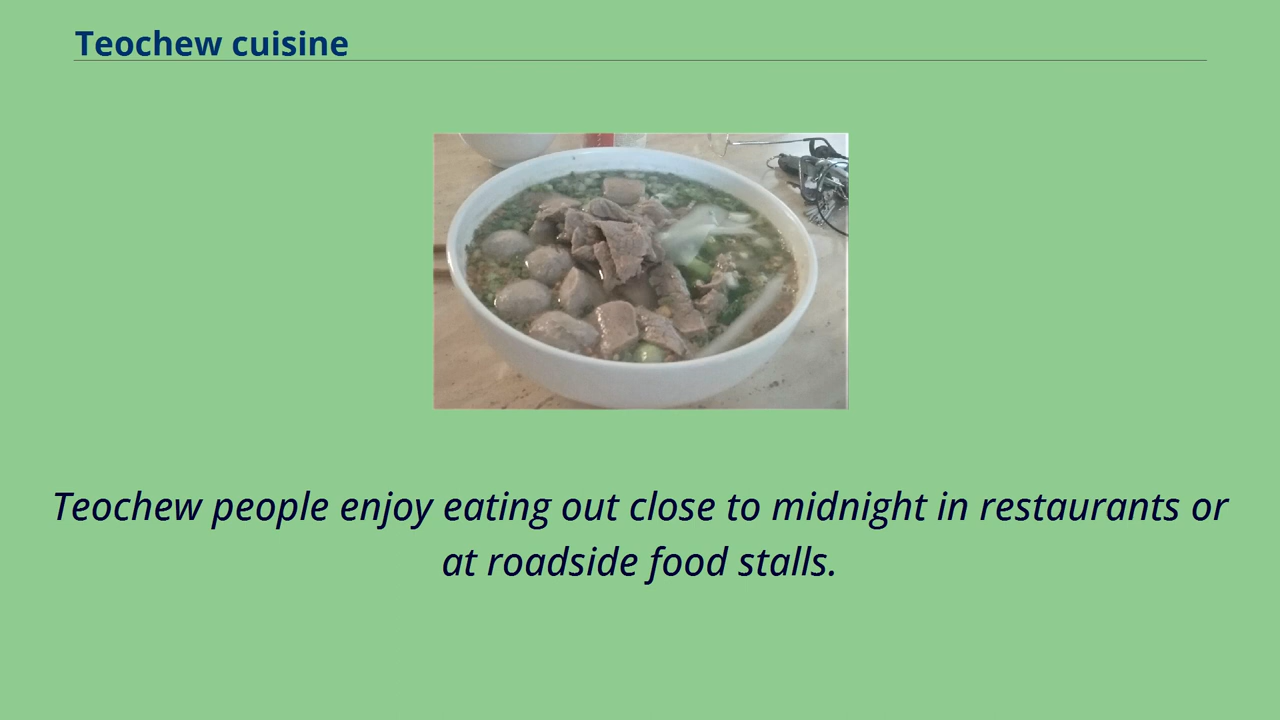 Teochew cuisine
Teochew people enjoy eating out close to midnight in restaurants or
at roadside food stalls.